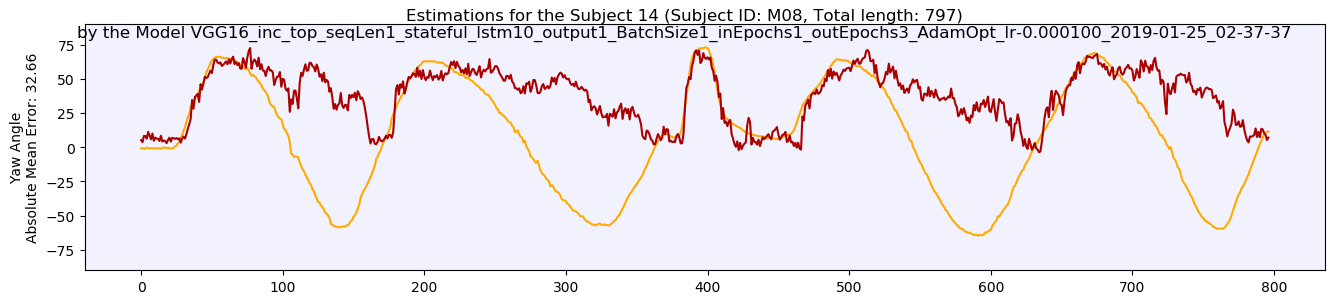 Estimations for the Subject 14 (Subject ID: M08, Total length: 797)
by the Model VGG16_inc_top_seqLen1_stateful_lstm10_output1_BatchSize1_inEpochs1_outEpochs3_AdamOpt_lr-0.000100_2019-01-25_02-37-37
Yaw Angle
Absolute Mean Error: 32.66
75
50
25
0
−25
−50
−75
0 100 200 300 400 500 600 700 800